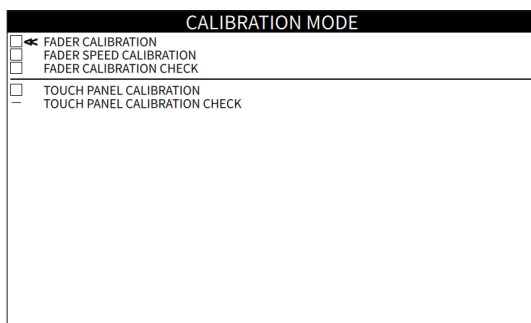 CALIBRATION MODE
FADER CALIBRATION
FADER SPEED CALIBRATION
FADER CALIBRATION CHECK
TOUCH PANEL CALIBRATION
TOUCH PANEL CALIBRATION CHECK